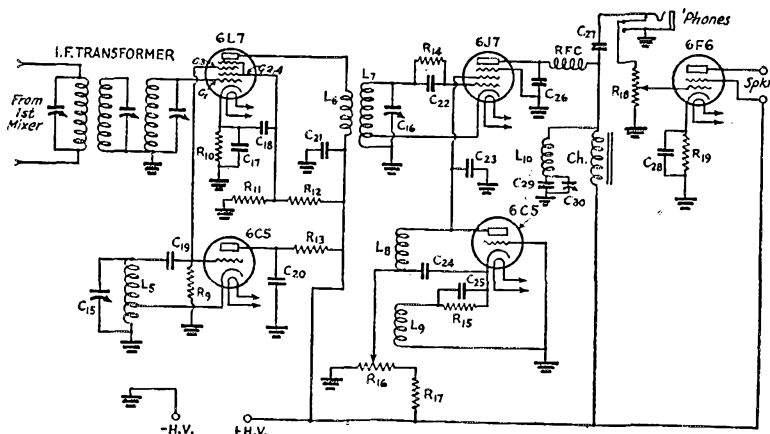 I.F. TRANSFORMER
From
1st
Mixer
6L7
G3
G2,4
G1
R10
C17
C18
R11
R12
C21
L6
L7
R14
C22
C16
6J7
RFC
C26
C23
C27
'Phones
6F6
Spkr
R18
C28
R19
L10
Ch.
C29
C30
6C5
C19
L5
C15
R9
6C5
R13
C20
L8
C24
C25
R15
L9
R16
R17
-H.V.
+H.V.